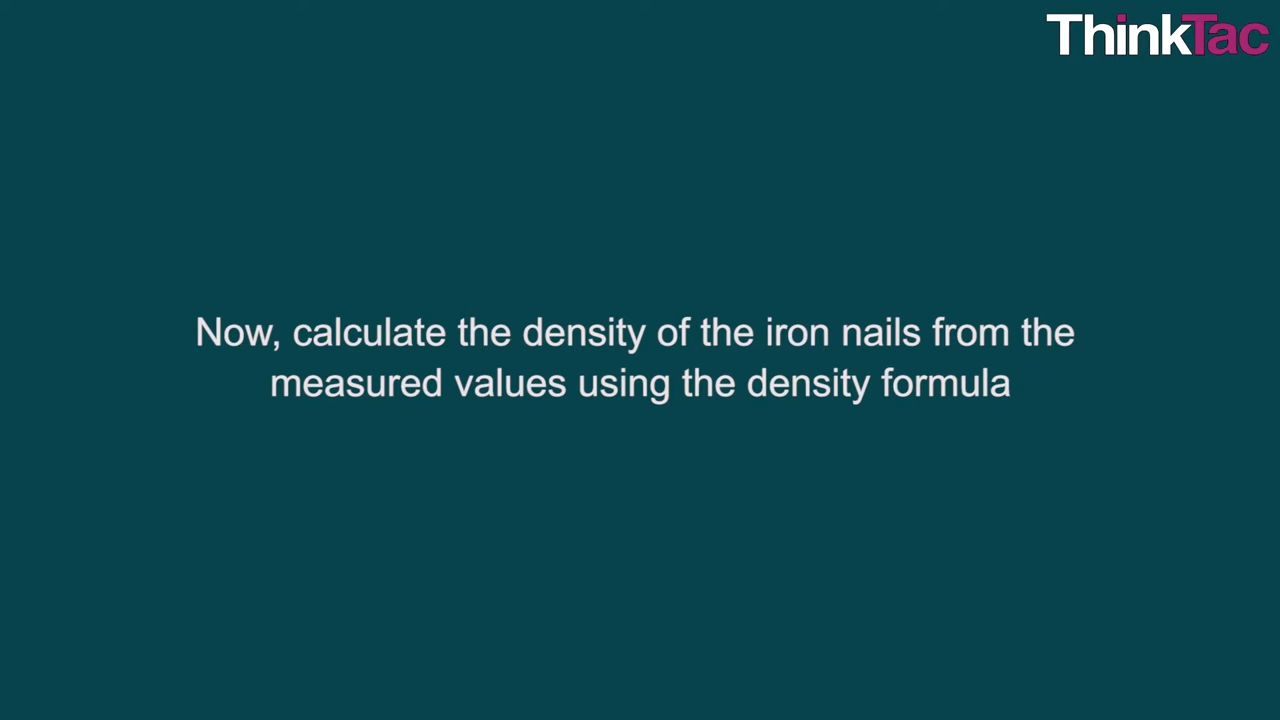 ThinkTac
Now, calculate the density of the iron nails from the
measured values using the density formula